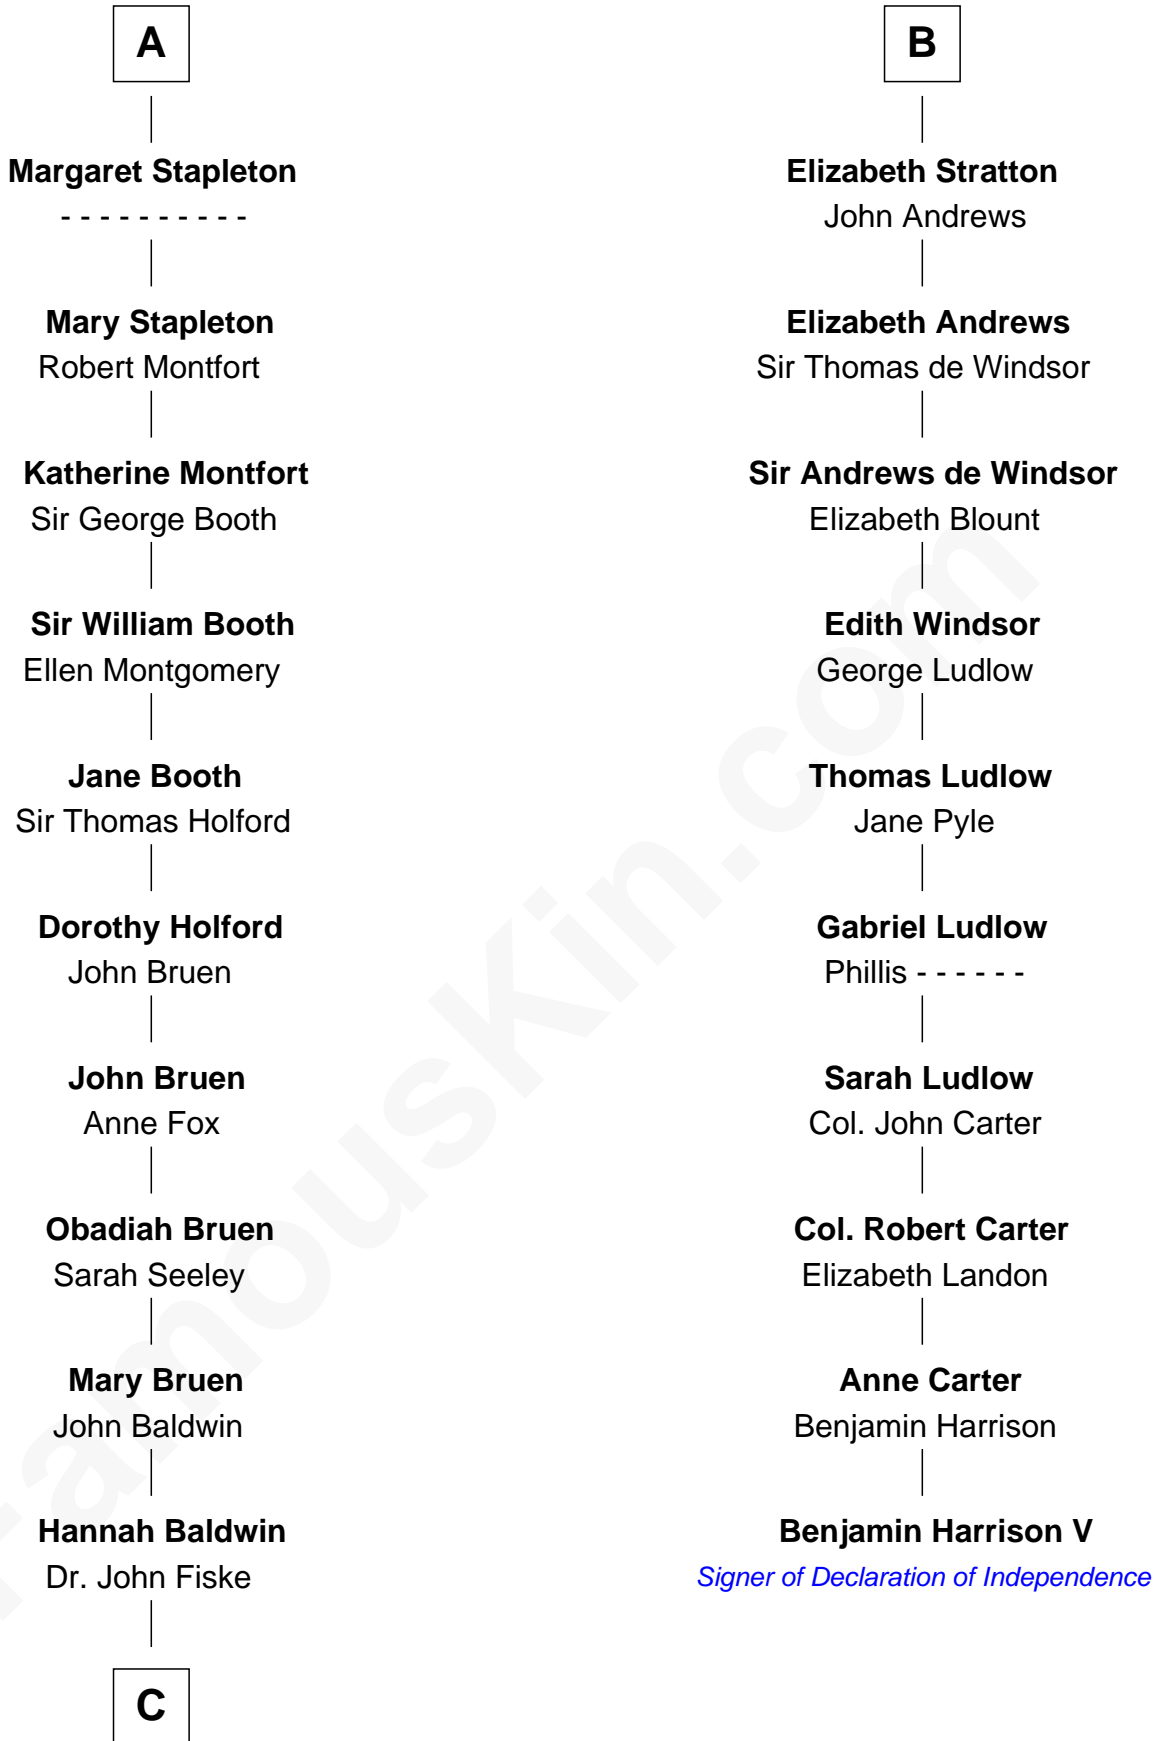 A
Margaret Stapleton
- - - - - - - - - -
Mary Stapleton
Robert Montfort
Katherine Montfort
Sir George Booth
Sir William Booth
Ellen Montgomery
Jane Booth
Sir Thomas Holford
Dorothy Holford
John Bruen
John Bruen
Anne Fox
Obadiah Bruen
Sarah Seeley
Mary Bruen
John Baldwin
Hannah Baldwin
Dr. John Fiske
C
B
Elizabeth Stratton
John Andrews
Elizabeth Andrews
Sir Thomas de Windsor
Sir Andrews de Windsor
Elizabeth Blount
Edith Windsor
George Ludlow
Thomas Ludlow
Jane Pyle
Gabriel Ludlow
Phillis - - - - - -
Sarah Ludlow
Col. John Carter
Col. Robert Carter
Elizabeth Landon
Anne Carter
Benjamin Harrison
Benjamin Harrison V
Signer of Declaration of Independence
FamousKin.com